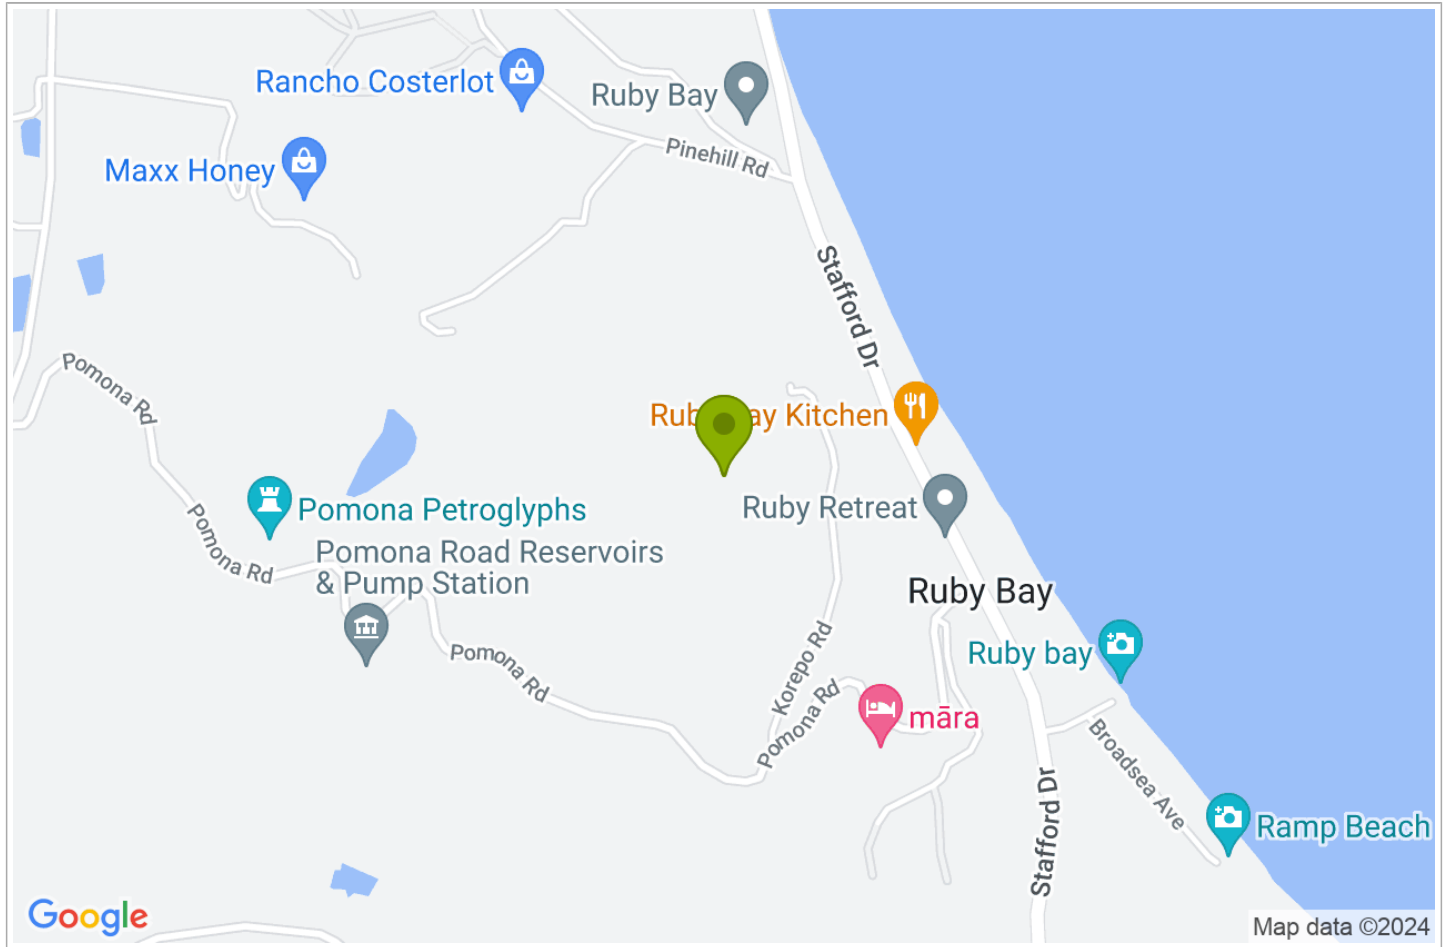 Rancho Costerlot
Ruby Bay
Pinehill Rd
Maxx Honey
Stafford Dr
Pomona Rd
Ruby Bay Kitchen
Pomona Petroglyphs
Ruby Retreat
Pomona Rd
Pomona Road Reservoirs
& Pump Station
Ruby Bay
Pomona Rd
Korepo Rd
Ruby bay
Pomona Rd
māra
Broadsea Ave
Stafford Dr
Ramp Beach
Google
Map data ©2024